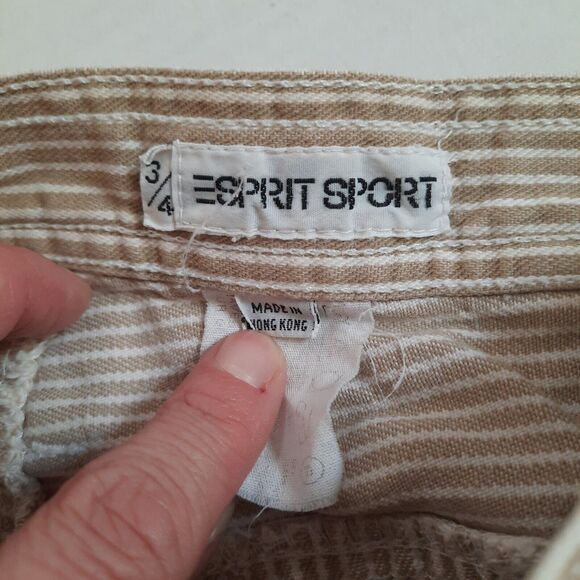 3/4
ESPRIT SPORT
MADE IN
HONG KONG